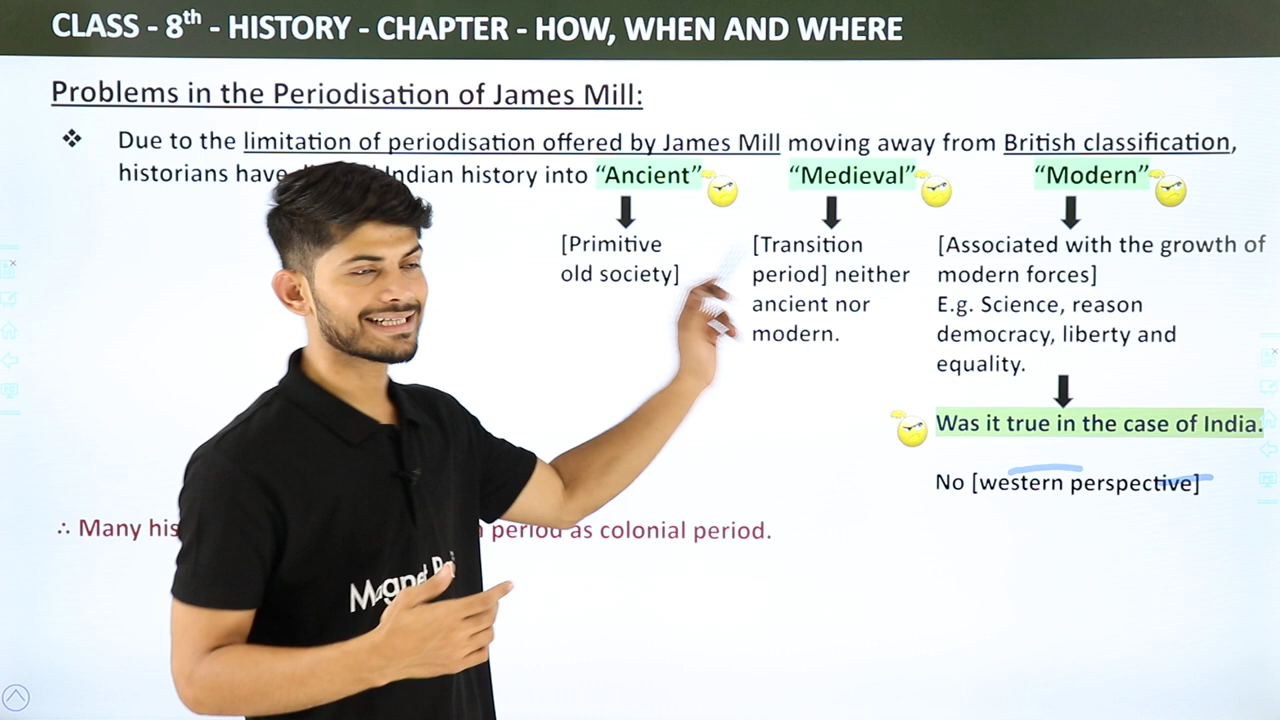 CLASS - 8th - HISTORY - CHAPTER - HOW, WHEN AND WHERE
Problems in the Periodisation of James Mill:
❖ Due to the limitation of periodisation offered by James Mill moving away from British classification,
historians have Indian history into “Ancient” “Medieval” “Modern”
[Primitive
old society]
[Transition
period] neither
ancient nor
modern.
[Associated with the growth of
modern forces]
E.g. Science, reason
democracy, liberty and
equality.
Was it true in the case of India.
No [western perspective]
∴ Many period as colonial period.